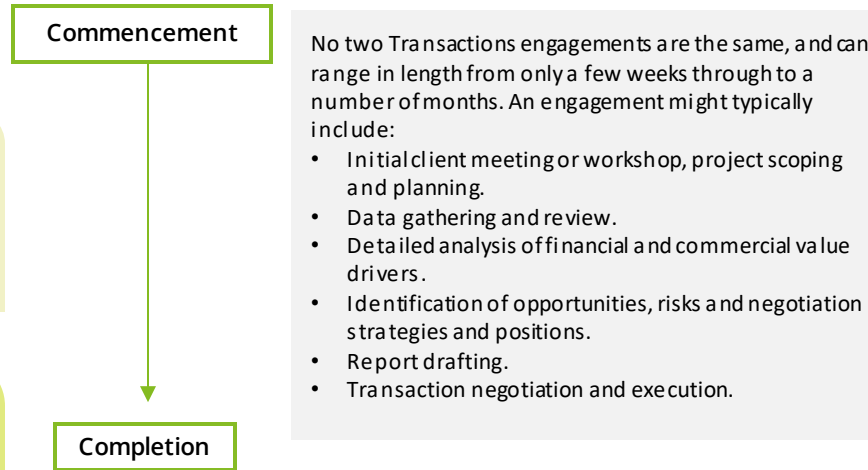 Commencement
No two Transactions engagements are the same, and can
range in length from only a few weeks through to a
number of months. An engagement might typically
include:
• Initial client meeting or workshop, project scoping
and planning.
• Data gathering and review.
• Detailed analysis of financial and commercial value
drivers.
• Identification of opportunities, risks and negotiation
strategies and positions.
• Report drafting.
• Transaction negotiation and execution.
Completion